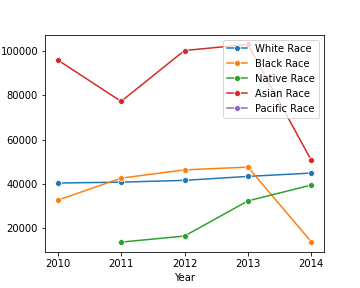 White Race
Black Race
Native Race
Asian Race
Pacific Race
100000
80000
60000
40000
20000
2010 2011 2012 2013 2014
Year